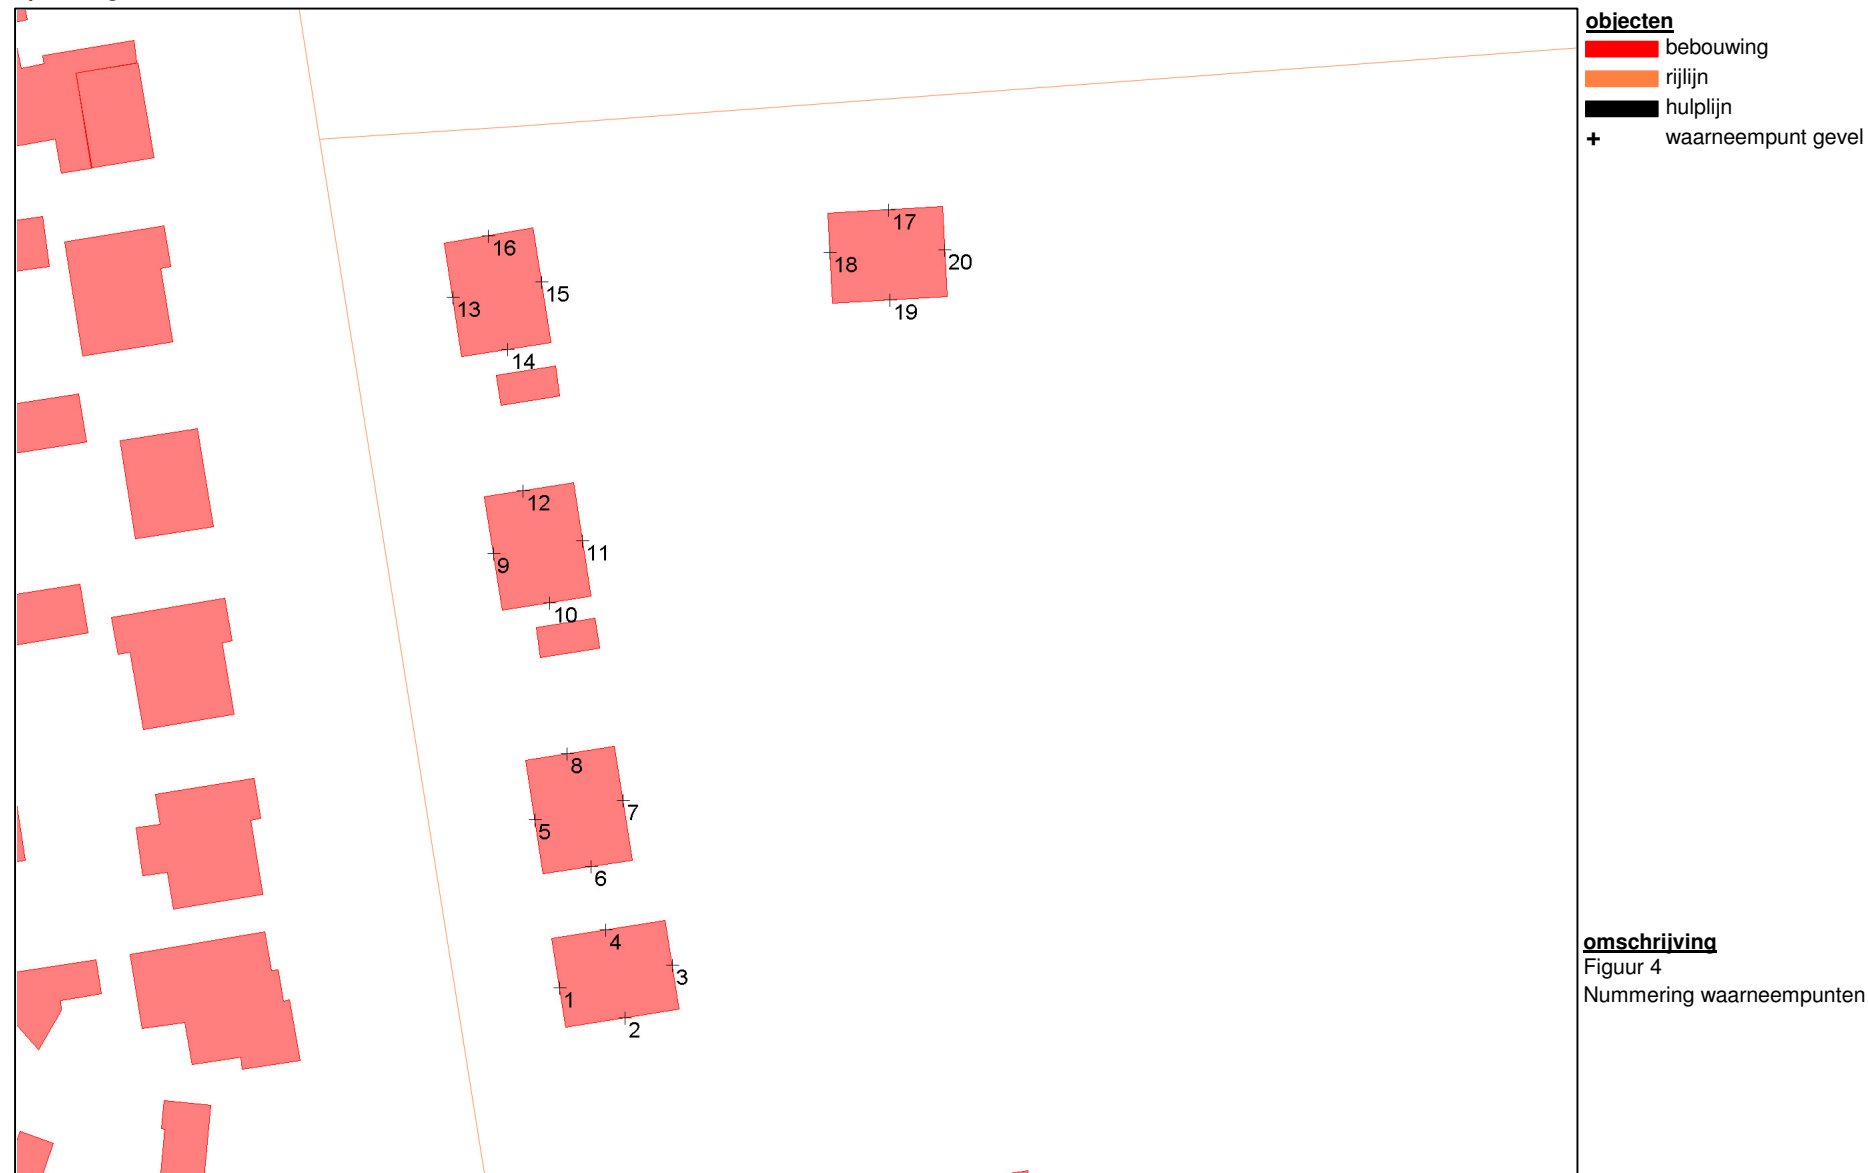 objecten
bebouwing
rijlijn
hulplijn
+ waarneempunt gevel
17
16
18
20
15
13
19
14
12
11
9
10
8
7
5
6
4
3
1
2
omschrijving
Figuur 4
Nummering waarneempunten